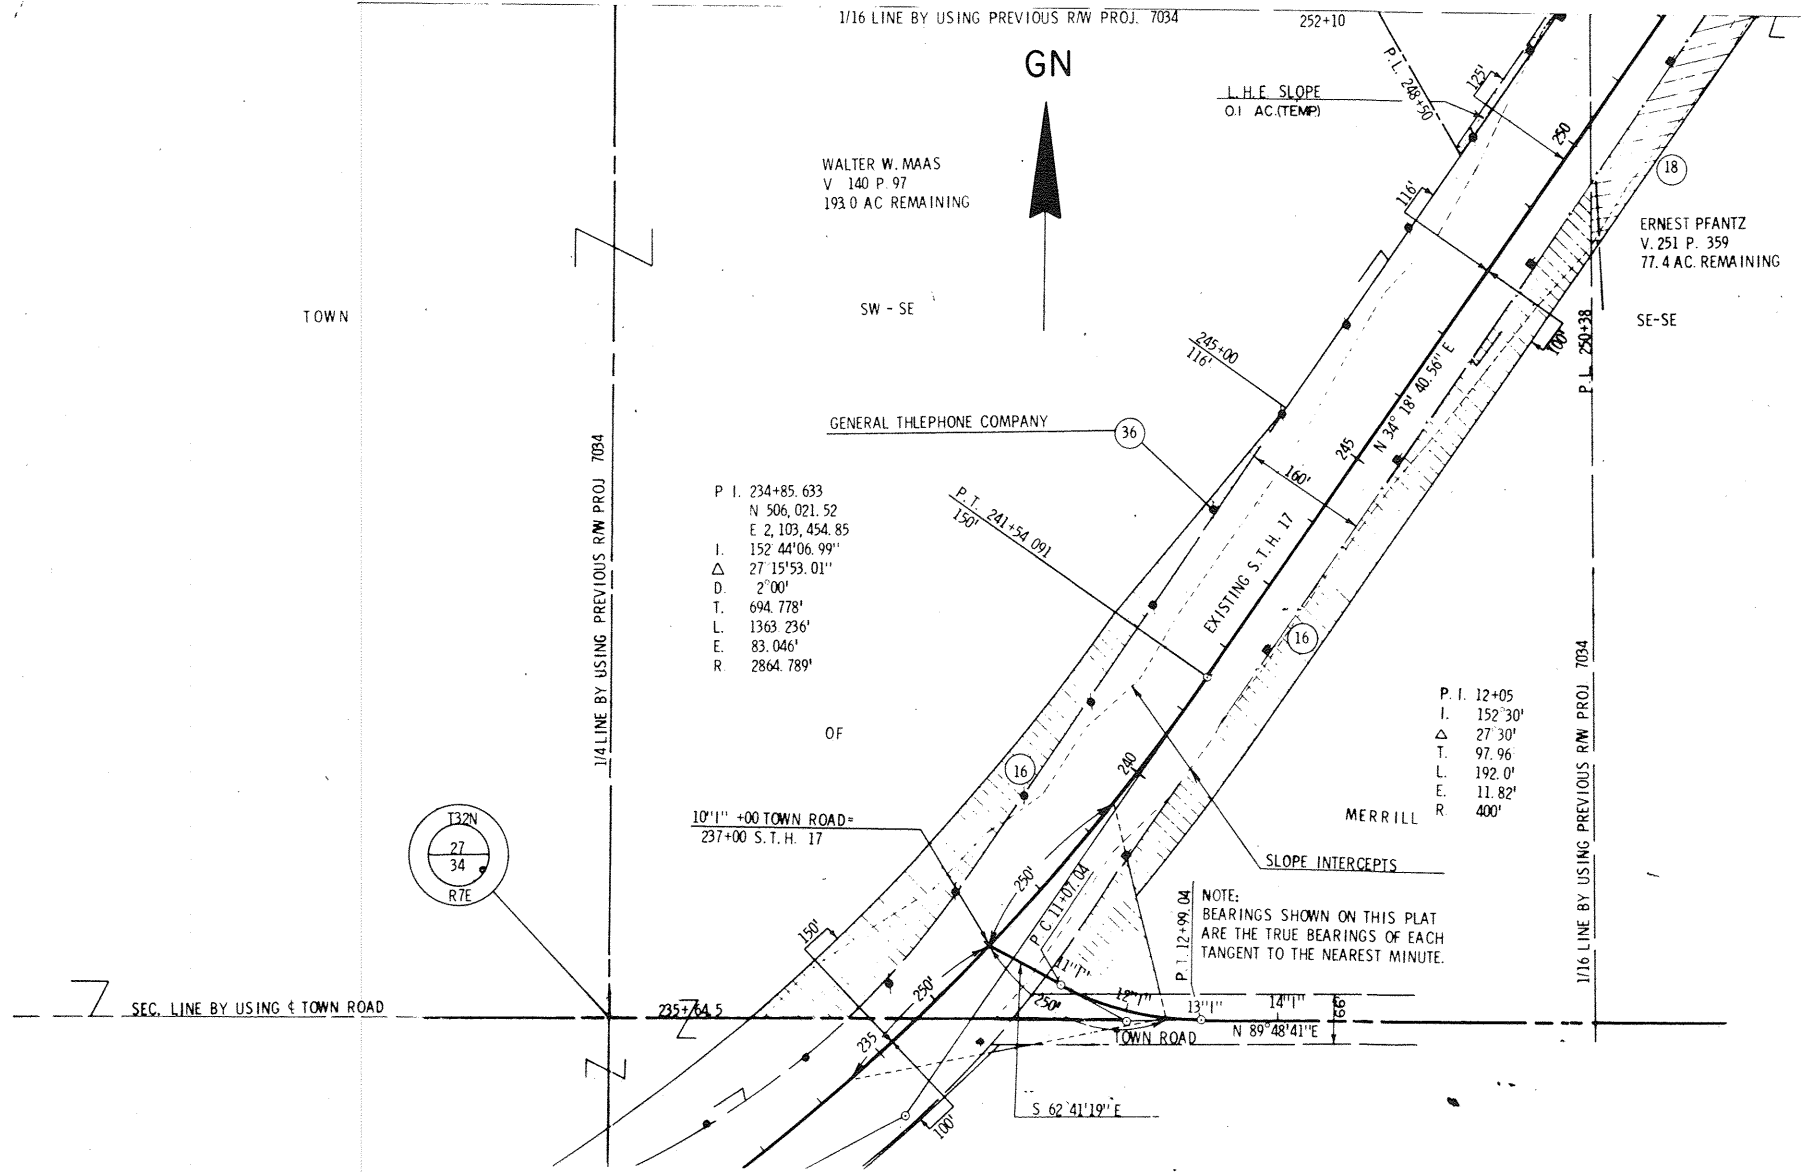 1/16 LINE BY USING PREVIOUS R/W PROJ. 7034
252+10
GN
P.L. 248+50
125'
L.H.E. SLOPE
0.1 AC.(TEMP)
250
18
WALTER W. MAAS
V 140 P. 97
193.0 AC REMAINING
116'
ERNEST PFANTZ
V. 251 P. 359
77.4 AC. REMAINING
TOWN
SW - SE
SE-SE
100'
P.L. 250+38
245+00
116'
N 34° 18' 40.56" E
GENERAL THLEPHONE COMPANY
36
245
160'
1/4 LINE BY USING PREVIOUS R/W PROJ 7034
P I. 234+85.633
N 506,021.52
E 2,103,454.85
I. 152 44'06.99"
Δ 27°15'53.01"
D. 2°00'
T. 694.778'
L. 1363.236'
E. 83.046'
R. 2864.789'
P.T. 241+54 091
150'
EXISTING S.T.H. 17
16
P.I. 12+05
I. 152°30'
Δ 27°30'
T. 97.96
L. 192.0'
E. 11.82'
R 400'
1/16 LINE BY USING PREVIOUS R/W PROJ 7034
OF
16
240
MERRILL
10"1" +00 TOWN ROAD=
237+00 S.T.H. 17
T32N
27
34
R7E
SLOPE INTERCEPTS
250'
P.C 11+07.04
P.T. 12+99.04
NOTE:
BEARINGS SHOWN ON THIS PLAT
ARE THE TRUE BEARINGS OF EACH
TANGENT TO THE NEAREST MINUTE.
150'
11"1"
250'
250'
12"1"
13"1"
14"1"
66'
SEC. LINE BY USING ℄ TOWN ROAD
235+64.5
235
TOWN ROAD
N 89°48'41"E
S 62°41'19" E
100'